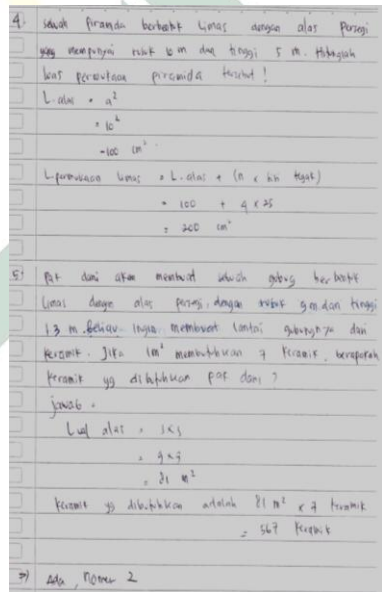 4. sebuah piramida berbentuk limas dengan alas persegi
yang mempunyai rusuk 10 m dan tinggi 5 m. Hitunglah
luas permukaan piramida tersebut !
L. alas = a²
= 10²
= 100 cm²
L. permukaan limas = L. alas + (n × tegak)
= 100 + 4 × 25
= 200 cm²
5. Pak dani akan membuat sebuah gubug berbentuk
limas dengan alas persegi, dengan rusuk 9 m dan tinggi
13 m. Beliau ingin membuat lantai gubugnya dari
keramik. Jika 1m² membutuhkan 7 keramik, berapakah
keramik yg dibutuhkan pak dani ?
jawab =
Luas alas = s×s
= 9×9
= 81 m²
keramik yg dibutuhkan adalah 81 m² × 7 keramik
= 567 keramik
=) Ada, nomer 2